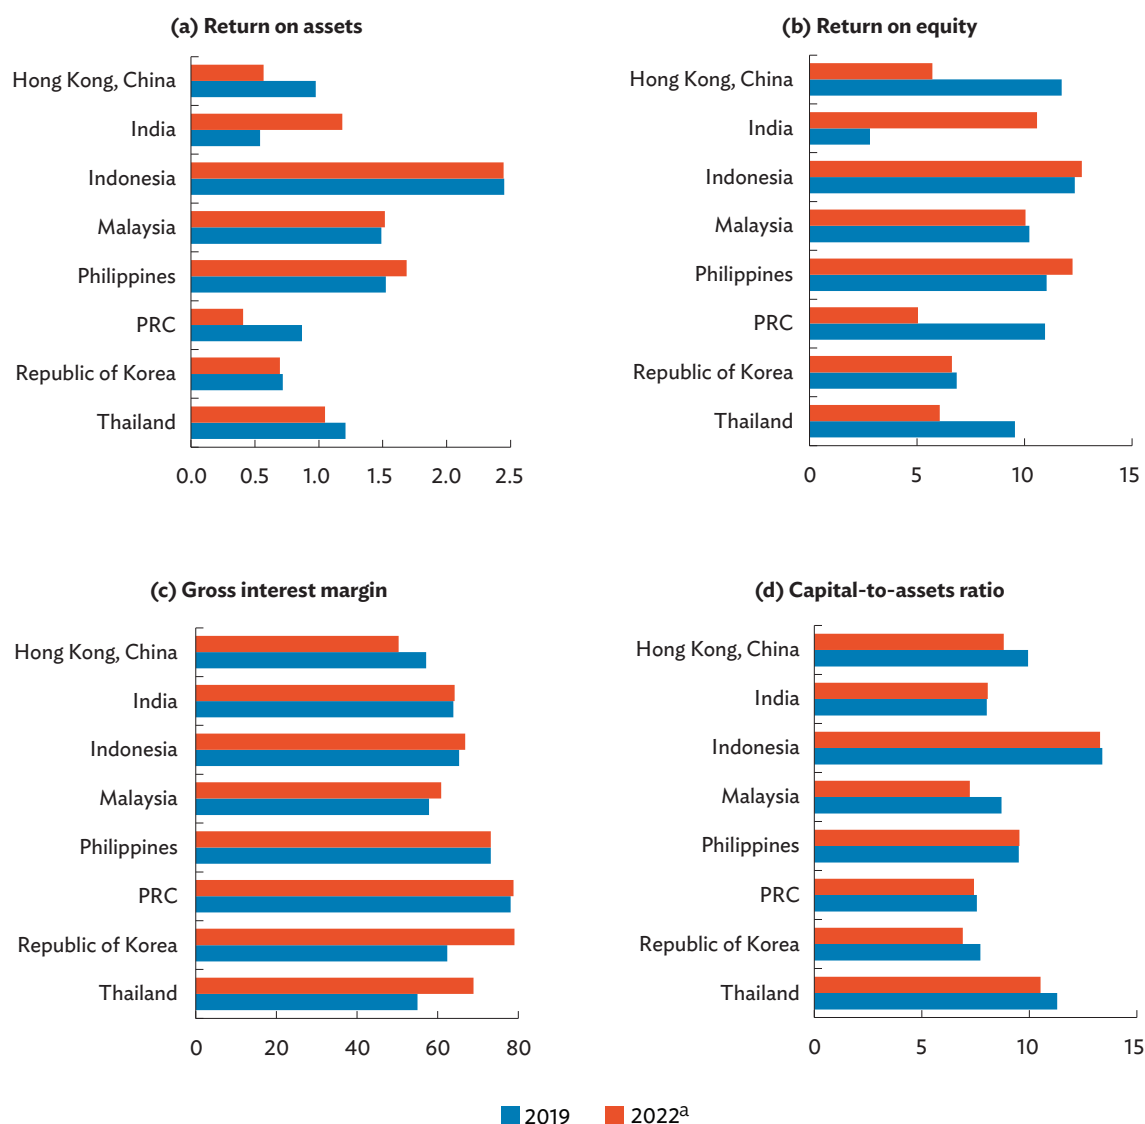 (a) Return on assets
Hong Kong, China
India
Indonesia
Malaysia
Philippines
PRC
Republic of Korea
Thailand
0.0 0.5 1.0 1.5 2.0 2.5
(b) Return on equity
Hong Kong, China
India
Indonesia
Malaysia
Philippines
PRC
Republic of Korea
Thailand
0 5 10 15
(c) Gross interest margin
Hong Kong, China
India
Indonesia
Malaysia
Philippines
PRC
Republic of Korea
Thailand
0 20 40 60 80
(d) Capital-to-assets ratio
Hong Kong, China
India
Indonesia
Malaysia
Philippines
PRC
Republic of Korea
Thailand
0 5 10 15
2019 2022ᵃ